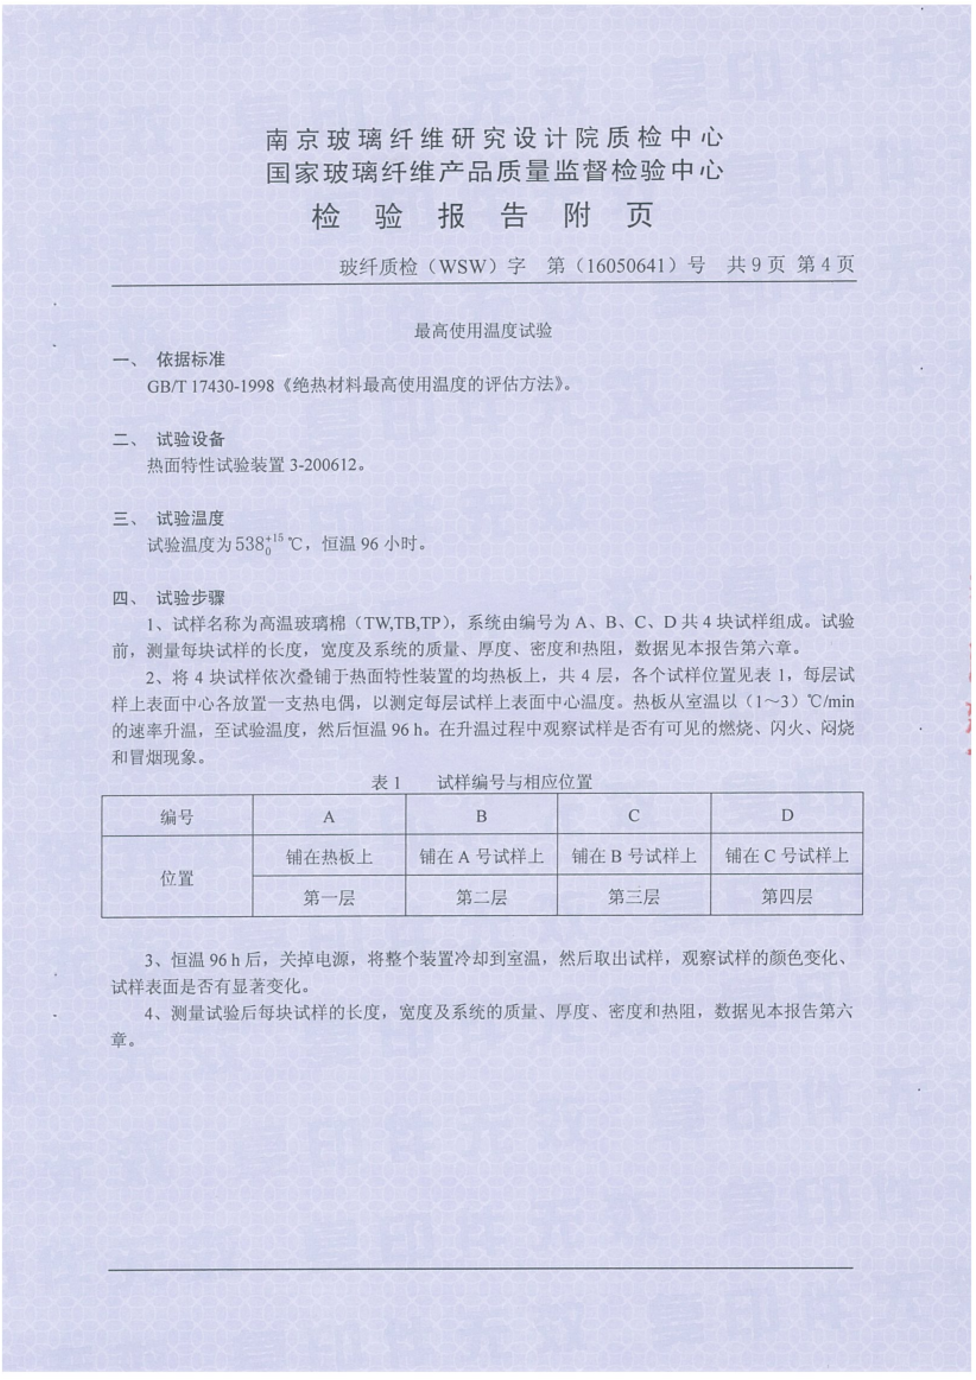 南京玻璃纤维研究设计院质检中心
国家玻璃纤维产品质量监督检验中心
检验报告附页
玻纤质检（WSW）字 第（16050641）号 共9页 第4页
最高使用温度试验
一、 依据标准
GB/T 17430-1998《绝热材料最高使用温度的评估方法》。
二、 试验设备
热面特性试验装置 3-200612。
三、 试验温度
试验温度为538⁺¹⁵₀℃，恒温 96 小时。
四、 试验步骤
1、试样名称为高温玻璃棉（TW,TB,TP），系统由编号为 A、B、C、D 共 4 块试样组成。试验
前，测量每块试样的长度，宽度及系统的质量、厚度、密度和热阻，数据见本报告第六章。
2、将 4 块试样依次叠铺于热面特性装置的均热板上，共 4 层，各个试样位置见表 1，每层试
样上表面中心各放置一支热电偶，以测定每层试样上表面中心温度。热板从室温以（1～3）℃/min
的速率升温，至试验温度，然后恒温 96 h。在升温过程中观察试样是否有可见的燃烧、闪火、闷烧
和冒烟现象。
表 1 试样编号与相应位置
编号 A B C D
位置 铺在热板上 铺在 A 号试样上 铺在 B 号试样上 铺在 C 号试样上
第一层 第二层 第三层 第四层
3、恒温 96 h 后，关掉电源，将整个装置冷却到室温，然后取出试样，观察试样的颜色变化、
试样表面是否有显著变化。
4、测量试验后每块试样的长度，宽度及系统的质量、厚度、密度和热阻，数据见本报告第六
章。